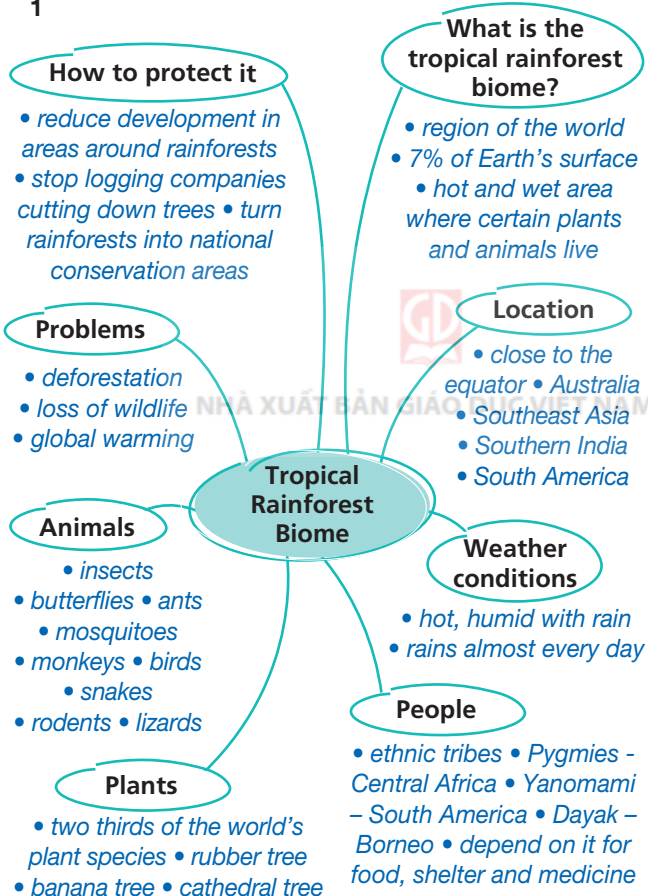 1
How to protect it
• reduce development in
areas around rainforests
• stop logging companies
cutting down trees • turn
rainforests into national
conservation areas
What is the
tropical rainforest
biome?
• region of the world
• 7% of Earth's surface
• hot and wet area
where certain plants
and animals live
Problems
• deforestation
• loss of wildlife
• global warming
GD
NHÀ XUẤT BẢN GIÁO DỤC VIỆT NAM
Location
• close to the
equator • Australia
• Southeast Asia
• Southern India
• South America
Tropical
Rainforest
Biome
Animals
• insects
• butterflies • ants
• mosquitoes
• monkeys • birds
• snakes
• rodents • lizards
Weather
conditions
• hot, humid with rain
• rains almost every day
Plants
• two thirds of the world's
plant species • rubber tree
• banana tree • cathedral tree
People
• ethnic tribes • Pygmies -
Central Africa • Yanomami
– South America • Dayak –
Borneo • depend on it for
food, shelter and medicine